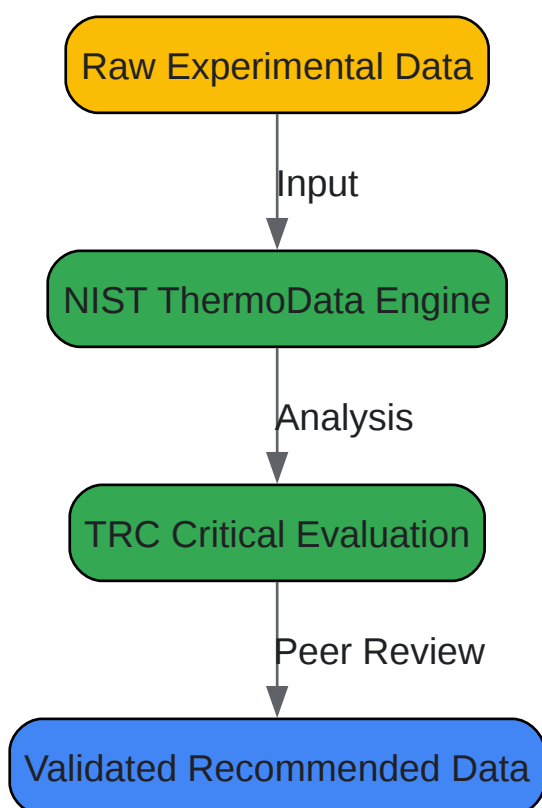 Raw Experimental Data
Input
NIST ThermoData Engine
Analysis
TRC Critical Evaluation
Peer Review
Validated Recommended Data